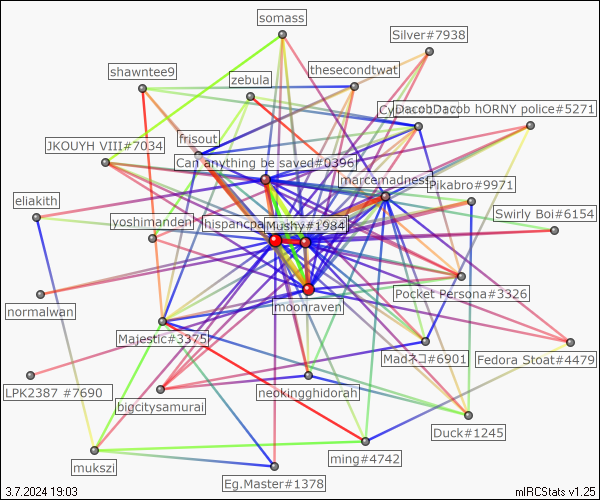 somass
Silver#7938
thesecondtwat
shawntee9
zebula
DacobDacob hORNY police#5271
frisout
JKOUYH VIII#7034
Can anything be saved#0396
marcemadness
Pikabro#9971
eliakith
Swirly Boi#6154
yoshimanden
Mushy#1984
Pocket Persona#3326
moonraven
normalwan
Majestic#3375
Madネコ#6901
Fedora Stoat#4479
LPK2387 #7690
neokingghidorah
bigcitysamurai
Duck#1245
ming#4742
mukszi
Eg.Master#1378
3.7.2024 19:03
mIRCStats v1.25